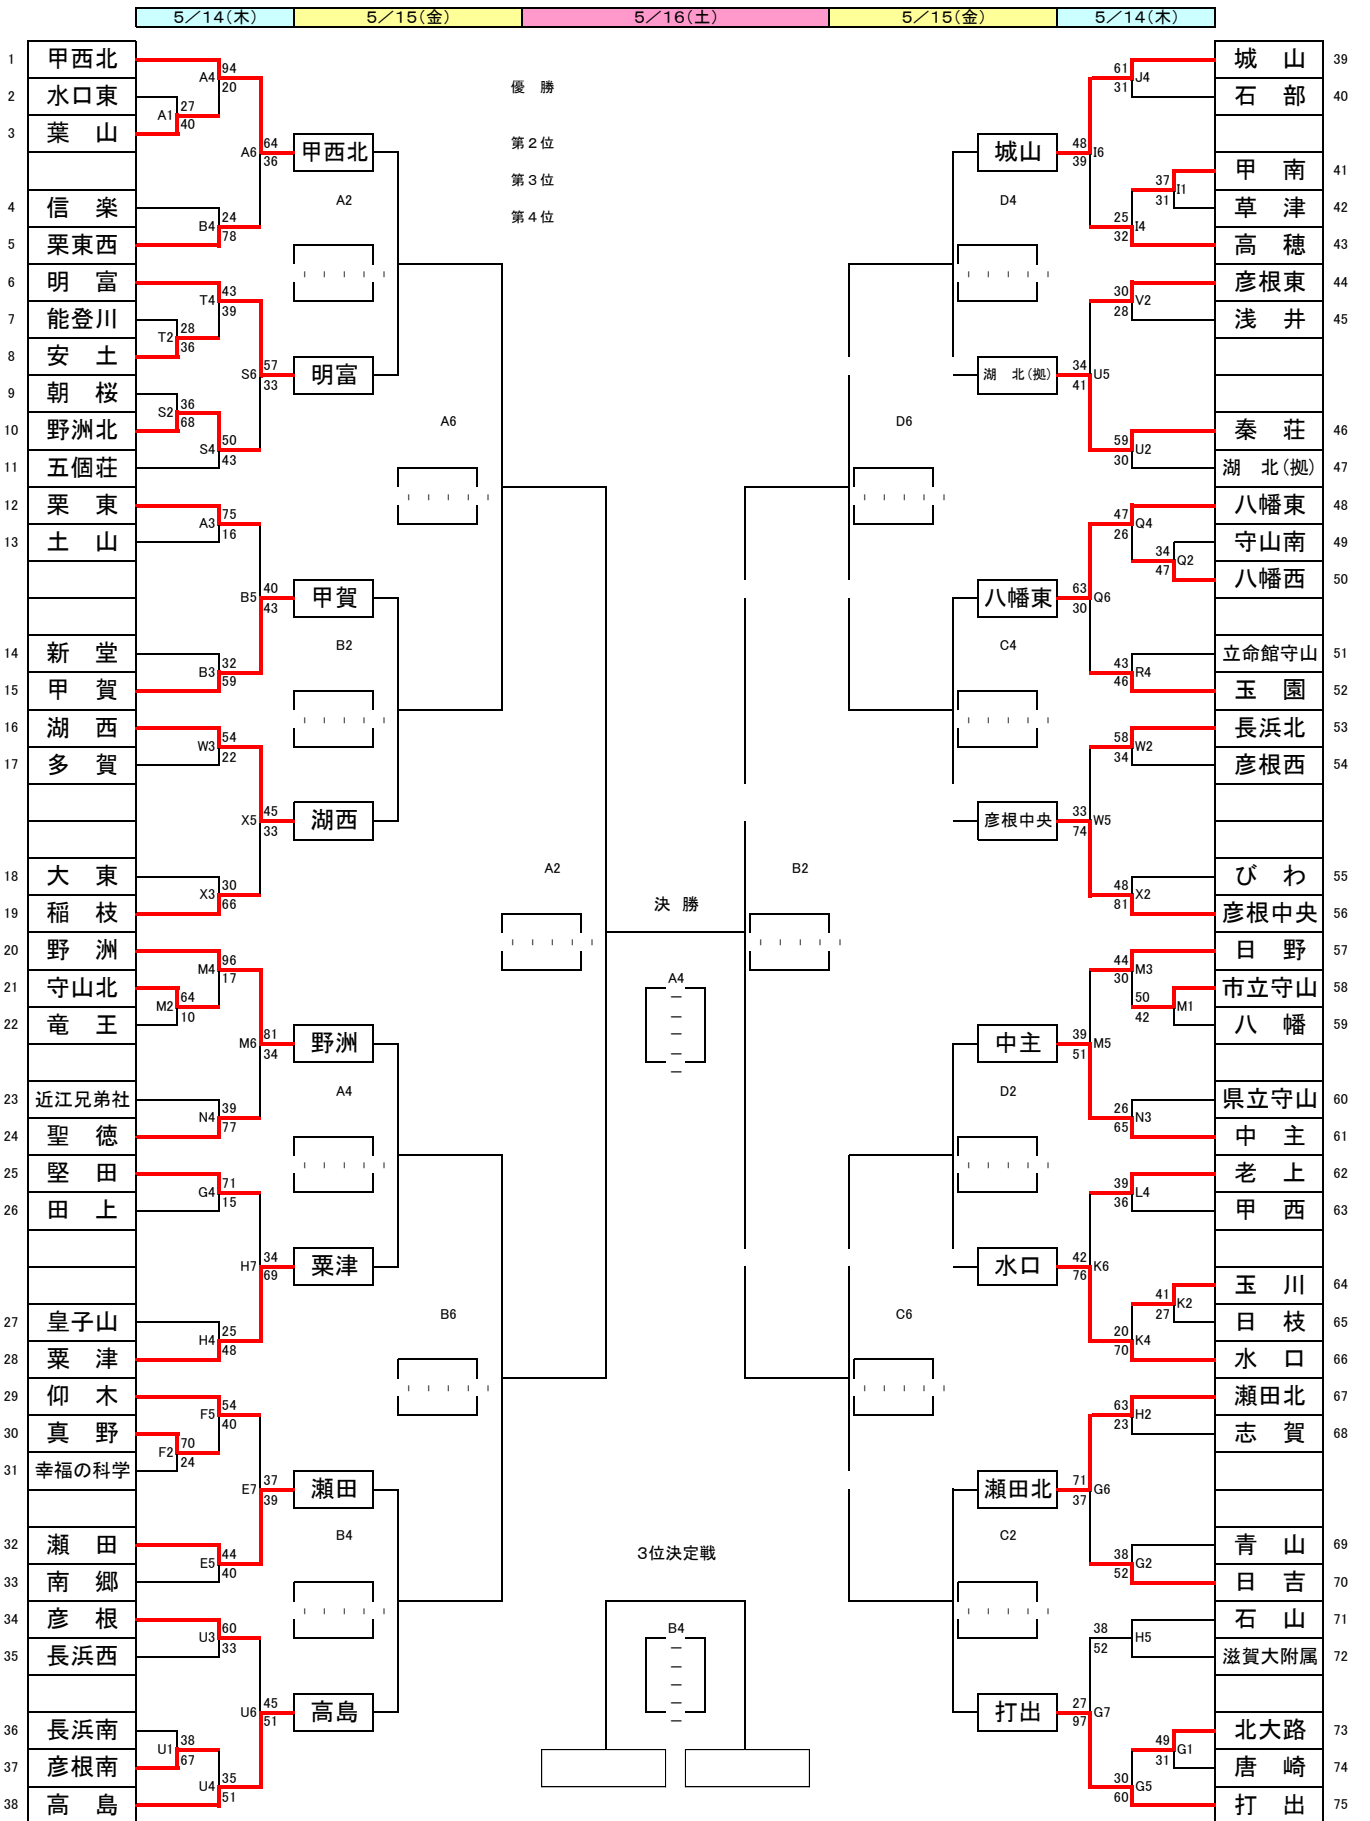 5／14(木) 5／15(金) 5／16(土) 5／15(金) 5／14(木)
優　勝
第２位
第３位
第４位
1 甲西北
2 水口東
3 葉　山
4 信　楽
5 栗東西
6 明　富
7 能登川
8 安　土
9 朝　桜
10 野洲北
11 五個荘
12 栗　東
13 土　山
14 新　堂
15 甲　賀
16 湖　西
17 多　賀
18 大　東
19 稲　枝
20 野　洲
21 守山北
22 竜　王
23 近江兄弟社
24 聖　徳
25 堅　田
26 田　上
27 皇子山
28 粟　津
29 仰　木
30 真　野
31 幸福の科学
32 瀬　田
33 南　郷
34 彦　根
35 長浜西
36 長浜南
37 彦根南
38 高　島
A4 94 20
A1 27 40
A6 64 36
B4 24 78
T4 43 39
T2 28 36
S6 57 33
S2 36 68
S4 50 43
A3 75 16
B5 40 43
B3 32 59
W3 54 22
X5 45 33
X3 30 66
M4 96 17
M2 64 10
M6 81 34
N4 39 77
G4 71 15
H7 34 69
H4 25 48
F5 54 40
F2 70 24
E7 37 39
E5 44 40
U3 60 33
U6 45 51
U1 38 67
U4 35 51
甲西北
A2
明富
A6
甲賀
B2
湖西
A2
野洲
A4
粟津
B6
瀬田
B4
高島
決　勝
A4
3位決定戦
B4
城山
D4
湖　北(拠)
D6
八幡東
C4
彦根中央
B2
中主
D2
水口
C6
瀬田北
C2
打出
61 31 J4
48 39 I6
37 31 I1
25 32 I4
30 28 V2
34 41 U5
59 30 U2
47 26 Q4
34 47 Q2
63 30 Q6
43 46 R4
58 34 W2
33 74 W5
48 81 X2
44 30 M3
50 42 M1
39 51 M5
26 65 N3
39 36 L4
42 76 K6
41 27 K2
20 70 K4
63 23 H2
71 37 G6
38 52 G2
38 52 H5
27 97 G7
49 31 G1
30 60 G5
城　山 39
石　部 40
甲　南 41
草　津 42
高　穂 43
彦根東 44
浅　井 45
秦　荘 46
湖　北(拠) 47
八幡東 48
守山南 49
八幡西 50
立命館守山 51
玉　園 52
長浜北 53
彦根西 54
び　わ 55
彦根中央 56
日　野 57
市立守山 58
八　幡 59
県立守山 60
中　主 61
老　上 62
甲　西 63
玉　川 64
日　枝 65
水　口 66
瀬田北 67
志　賀 68
青　山 69
日　吉 70
石　山 71
滋賀大附属 72
北大路 73
唐　崎 74
打　出 75